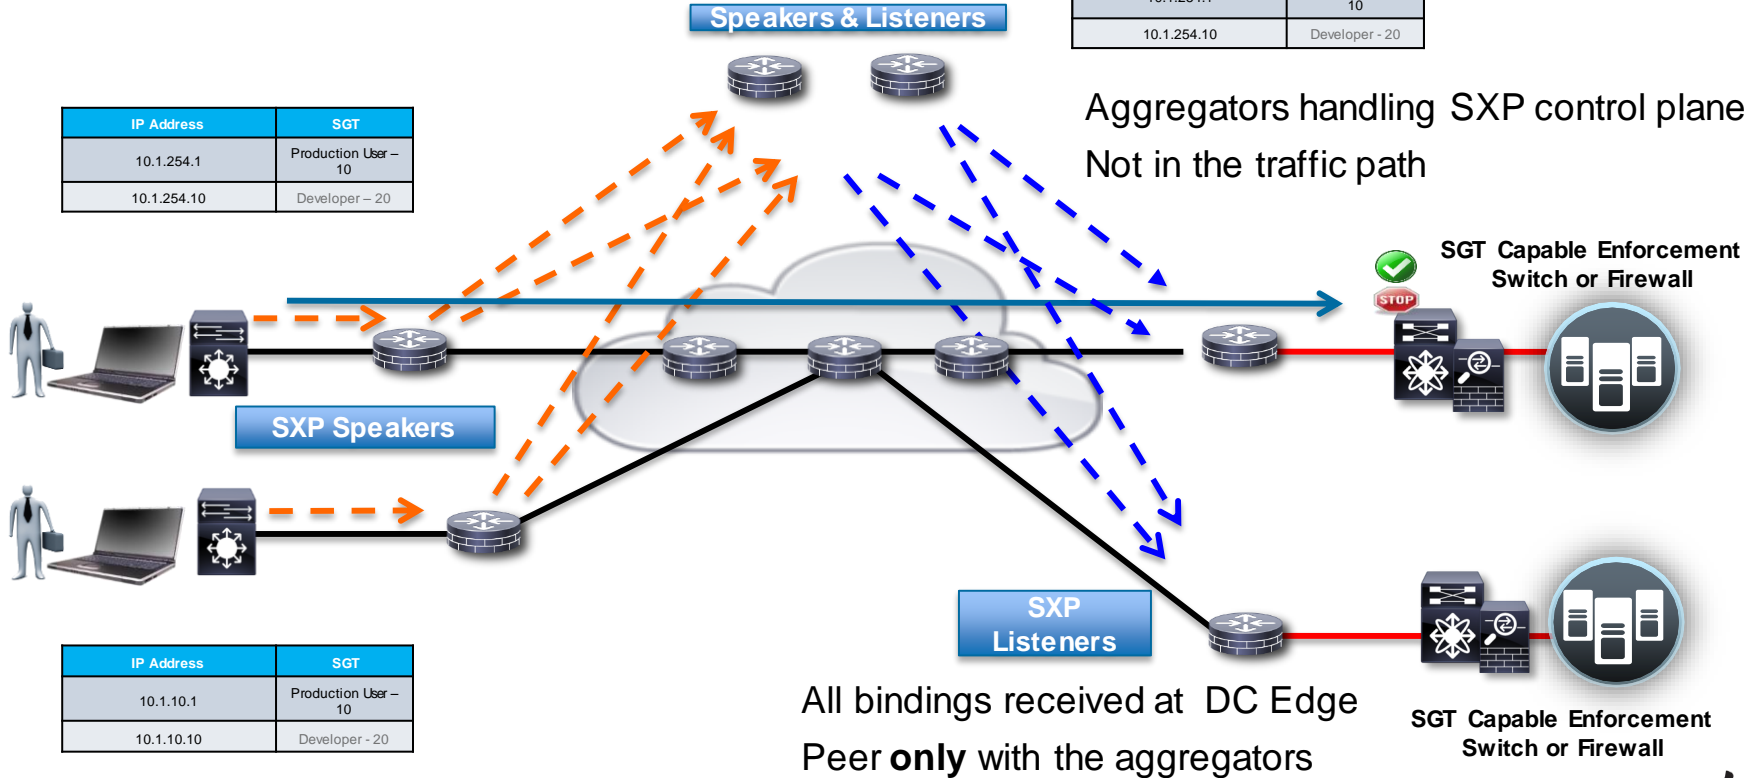 Speakers & Listeners
10
10.1.254.10 Developer - 20
Aggregators handling SXP control plane
Not in the traffic path
IP Address SGT
10.1.254.1 Production User –
10
10.1.254.10 Developer – 20
SGT Capable Enforcement
Switch or Firewall
STOP
SXP Speakers
SXP
Listeners
IP Address SGT
10.1.10.1 Production User –
10
10.1.10.10 Developer - 20
All bindings received at DC Edge
Peer only with the aggregators
SGT Capable Enforcement
Switch or Firewall